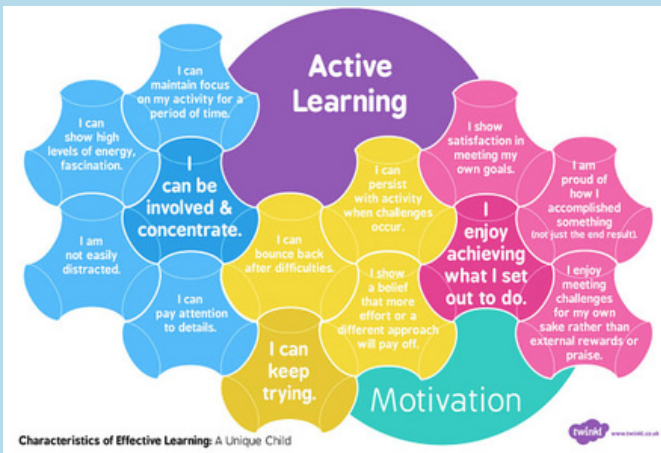 Active
Learning
I can
maintain focus
on my activity for a
period of time.
I can
show high
levels of energy,
fascination.
I
can be
involved &
concentrate.
I am
not easily
distracted.
I can
pay attention
to details.
I can
persist
with activity
when challenges
occur.
I can
bounce back
after difficulties.
I show
a belief
that more
effort or a
different approach
will pay off.
I can
keep
trying.
I show
satisfaction in
meeting my
own goals.
I am
proud of
how I
accomplished
something
(not just the end result).
I
enjoy
achieving
what I set
out to do.
I enjoy
meeting
challenges
for my own
sake rather than
external rewards or
praise.
Motivation
Characteristics of Effective Learning: A Unique Child
twinkl
www.twinkl.co.uk